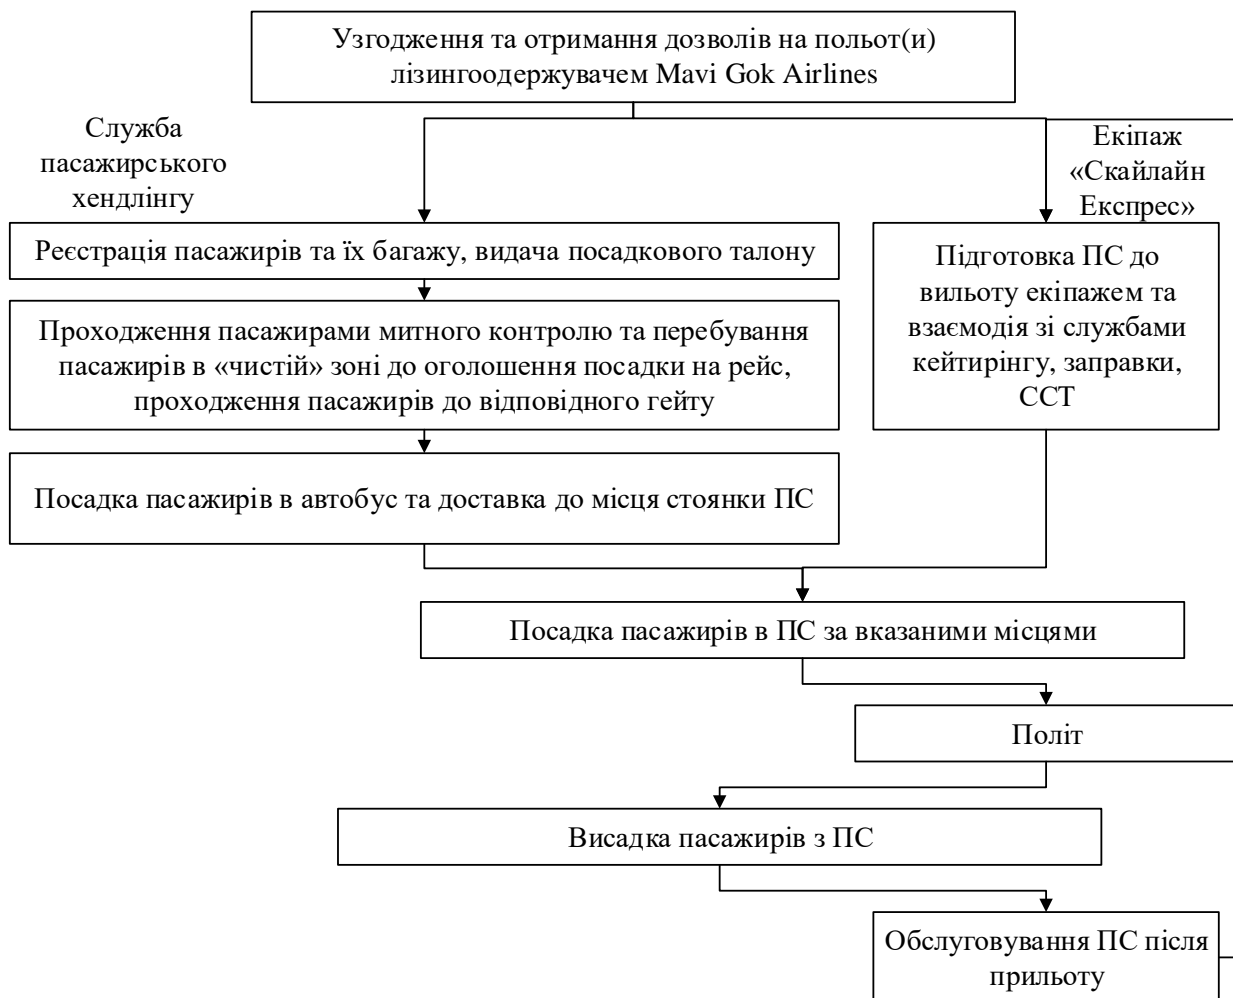 Узгодження та отримання дозволів на польот(и)
лізингоодержувачем Mavi Gok Airlines
Служба
пасажирського
хендлінгу
Екіпаж
«Скайлайн
Експрес»
Реєстрація пасажирів та їх багажу, видача посадкового талону
Підготовка ПС до
вильоту екіпажем та
взаємодія зі службами
кейтирінгу, заправки,
ССТ
Проходження пасажирами митного контролю та перебування
пасажирів в «чистій» зоні до оголошення посадки на рейс,
проходження пасажирів до відповідного гейту
Посадка пасажирів в автобус та доставка до місця стоянки ПС
Посадка пасажирів в ПС за вказаними місцями
Політ
Висадка пасажирів з ПС
Обслуговування ПС після
прильоту